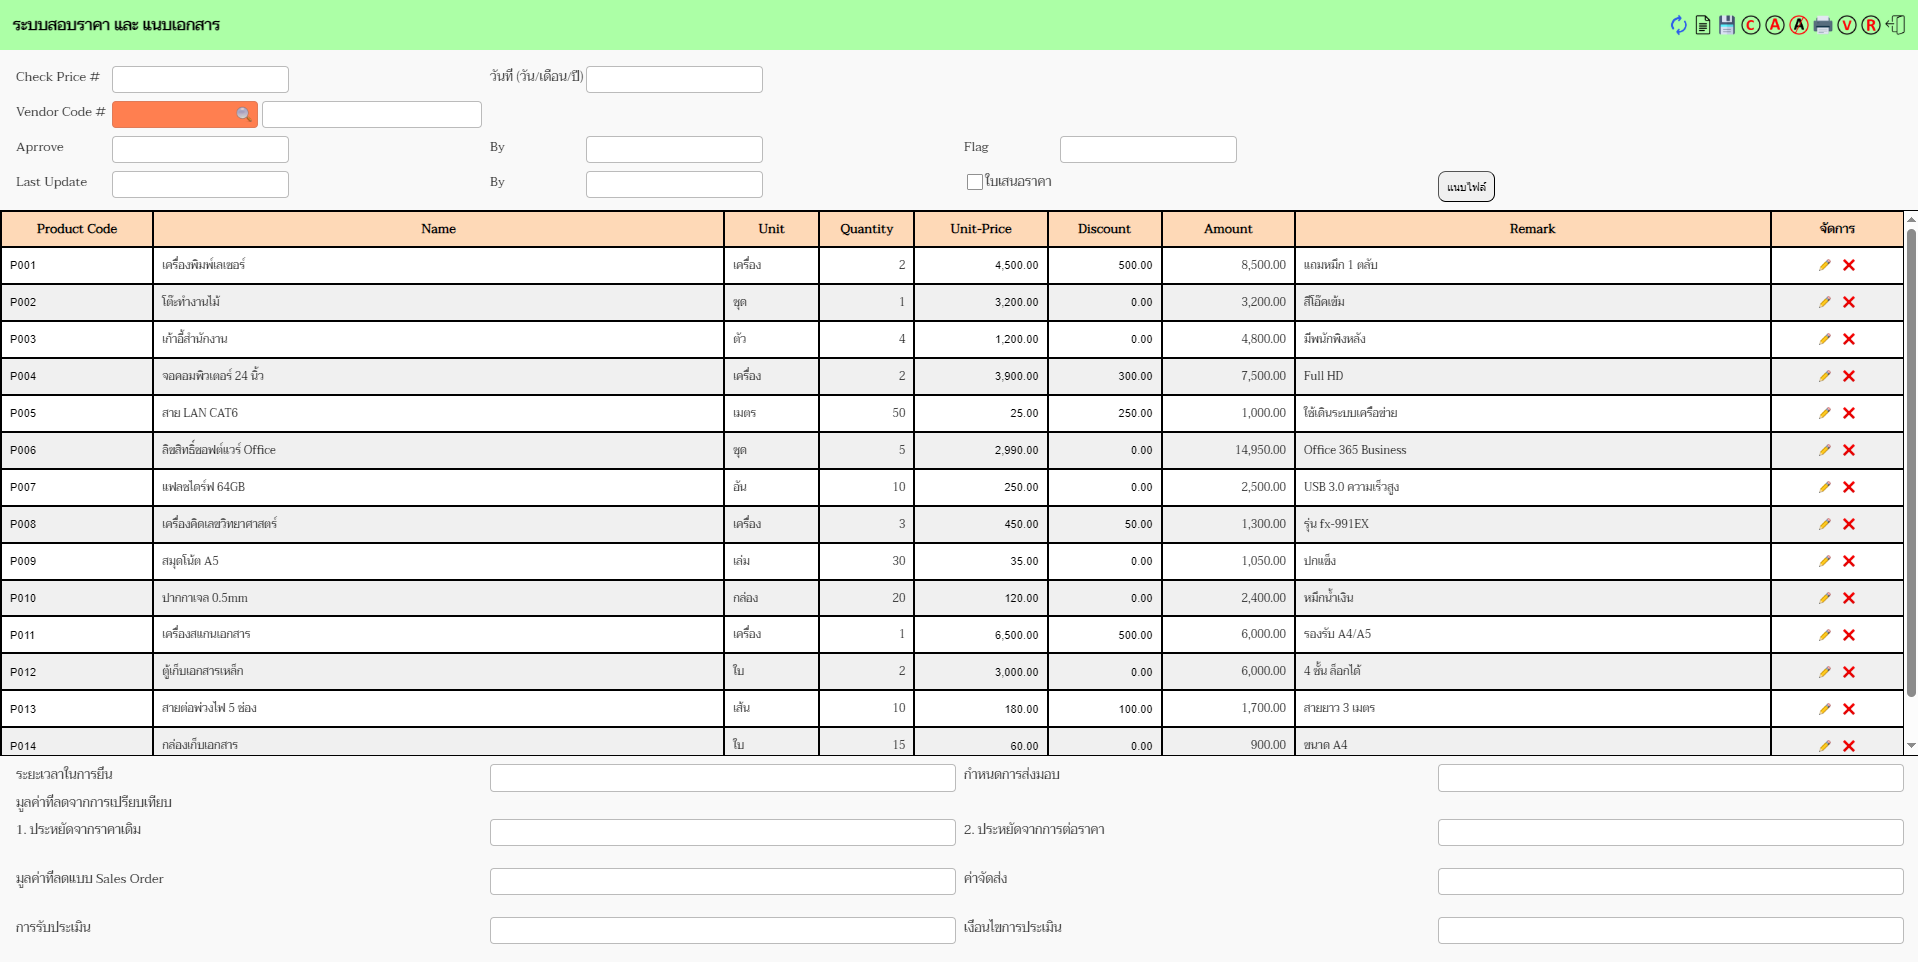 ระบบสอบราคา และ แนบเอกสาร
C A A V R
Check Price # วันที่ (วัน/เดือน/ปี)
Vendor Code #
Aprrove By Flag
Last Update By ใบเสนอราคา แนบไฟล์
Product Code Name Unit Quantity Unit-Price Discount Amount Remark จัดการ
P001 เครื่องพิมพ์เลเซอร์ เครื่อง 2 4,500.00 500.00 8,500.00 แถมหมึก 1 ตลับ
P002 โต๊ะทำงานไม้ ชุด 1 3,200.00 0.00 3,200.00 สีโอ๊คเข้ม
P003 เก้าอี้สำนักงาน ตัว 4 1,200.00 0.00 4,800.00 มีพนักพิงหลัง
P004 จอคอมพิวเตอร์ 24 นิ้ว เครื่อง 2 3,900.00 300.00 7,500.00 Full HD
P005 สาย LAN CAT6 เมตร 50 25.00 250.00 1,000.00 ใช้เดินระบบเครือข่าย
P006 ลิขสิทธิ์ซอฟต์แวร์ Office ชุด 5 2,990.00 0.00 14,950.00 Office 365 Business
P007 แฟลชไดร์ฟ 64GB อัน 10 250.00 0.00 2,500.00 USB 3.0 ความเร็วสูง
P008 เครื่องคิดเลขวิทยาศาสตร์ เครื่อง 3 450.00 50.00 1,300.00 รุ่น fx-991EX
P009 สมุดโน้ต A5 เล่ม 30 35.00 0.00 1,050.00 ปกแข็ง
P010 ปากกาเจล 0.5mm กล่อง 20 120.00 0.00 2,400.00 หมึกน้ำเงิน
P011 เครื่องสแกนเอกสาร เครื่อง 1 6,500.00 500.00 6,000.00 รองรับ A4/A5
P012 ตู้เก็บเอกสารเหล็ก ใบ 2 3,000.00 0.00 6,000.00 4 ชั้น ล็อกได้
P013 สายต่อพ่วงไฟ 5 ช่อง เส้น 10 180.00 100.00 1,700.00 สายยาว 3 เมตร
P014 กล่องเก็บเอกสาร ใบ 15 60.00 0.00 900.00 ขนาด A4
ระยะเวลาในการยื่น กำหนดการส่งมอบ
มูลค่าที่ลดจากการเปรียบเทียบ
1. ประหยัดจากราคาเดิม 2. ประหยัดจากการต่อราคา
มูลค่าที่ลดแบบ Sales Order ค่าจัดส่ง
การรับประเมิน เงื่อนไขการประเมิน